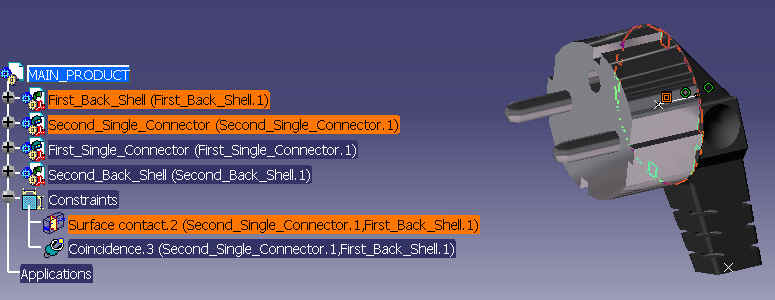 MAIN_PRODUCT
First_Back_Shell (First_Back_Shell.1)
Second_Single_Connector (Second_Single_Connector.1)
First_Single_Connector (First_Single_Connector.1)
Second_Back_Shell (Second_Back_Shell.1)
Constraints
Surface contact.2 (Second_Single_Connector.1,First_Back_Shell.1)
Coincidence.3 (Second_Single_Connector.1,First_Back_Shell.1)
Applications